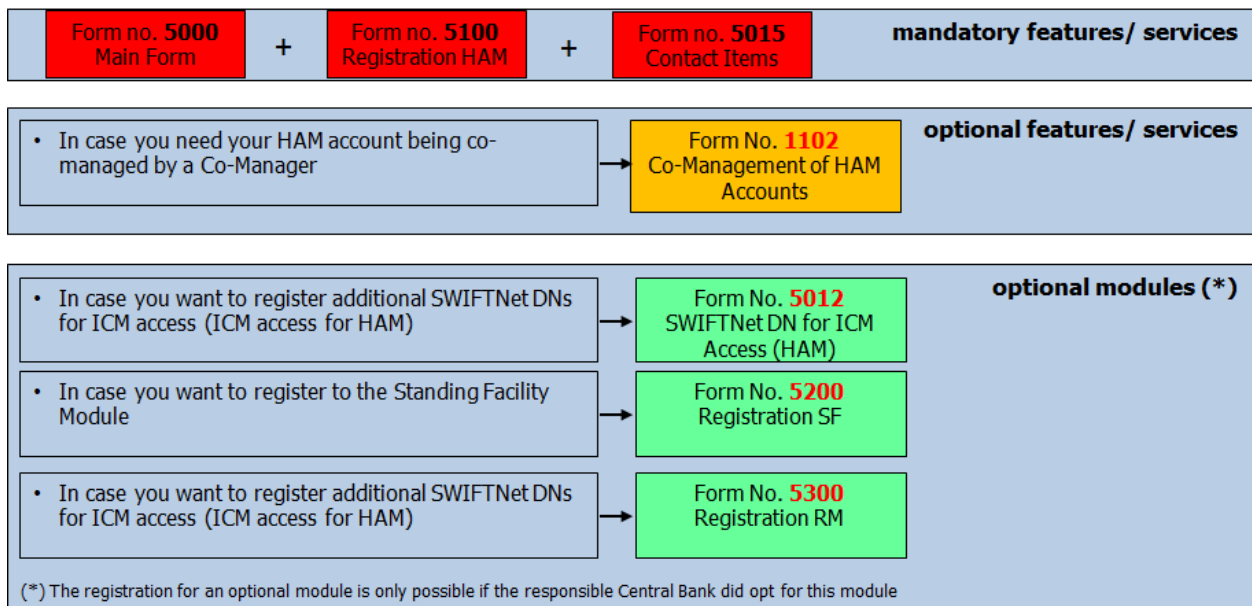 Form no. 5000
Main Form
+
Form no. 5100
Registration HAM
+
Form no. 5015
Contact Items
mandatory features/ services
optional features/ services
• In case you need your HAM account being co-
managed by a Co-Manager
Form No. 1102
Co-Management of HAM
Accounts
optional modules (*)
• In case you want to register additional SWIFTNet DNs
for ICM access (ICM access for HAM)
Form No. 5012
SWIFTNet DN for ICM
Access (HAM)
• In case you want to register to the Standing Facility
Module
Form No. 5200
Registration SF
• In case you want to register additional SWIFTNet DNs
for ICM access (ICM access for HAM)
Form No. 5300
Registration RM
(*) The registration for an optional module is only possible if the responsible Central Bank did opt for this module